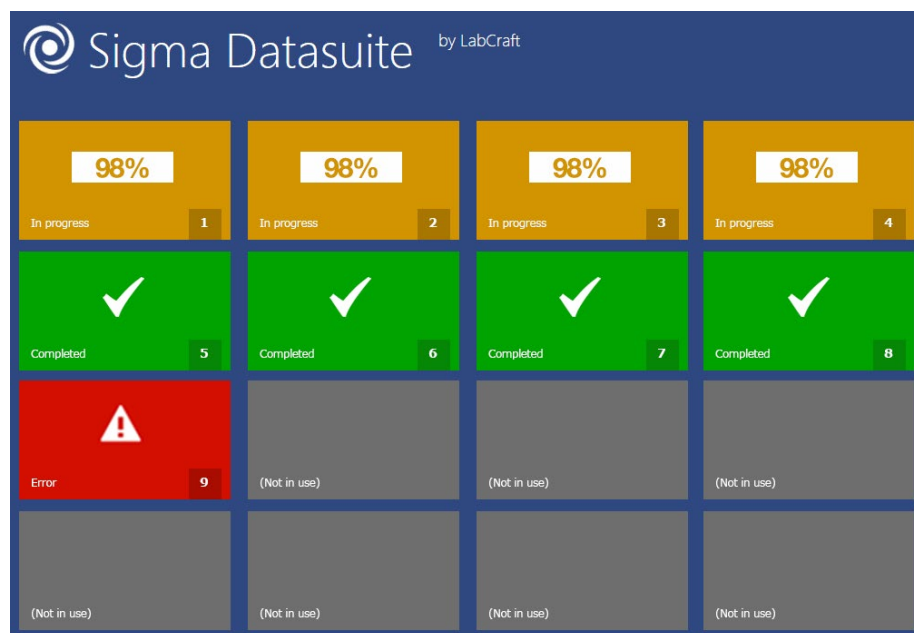 Sigma Datasuite by LabCraft
98% 98% 98% 98%
In progress 1 In progress 2 In progress 3 In progress 4
Completed 5 Completed 6 Completed 7 Completed 8
Error 9 (Not in use) (Not in use) (Not in use)
(Not in use) (Not in use) (Not in use) (Not in use)